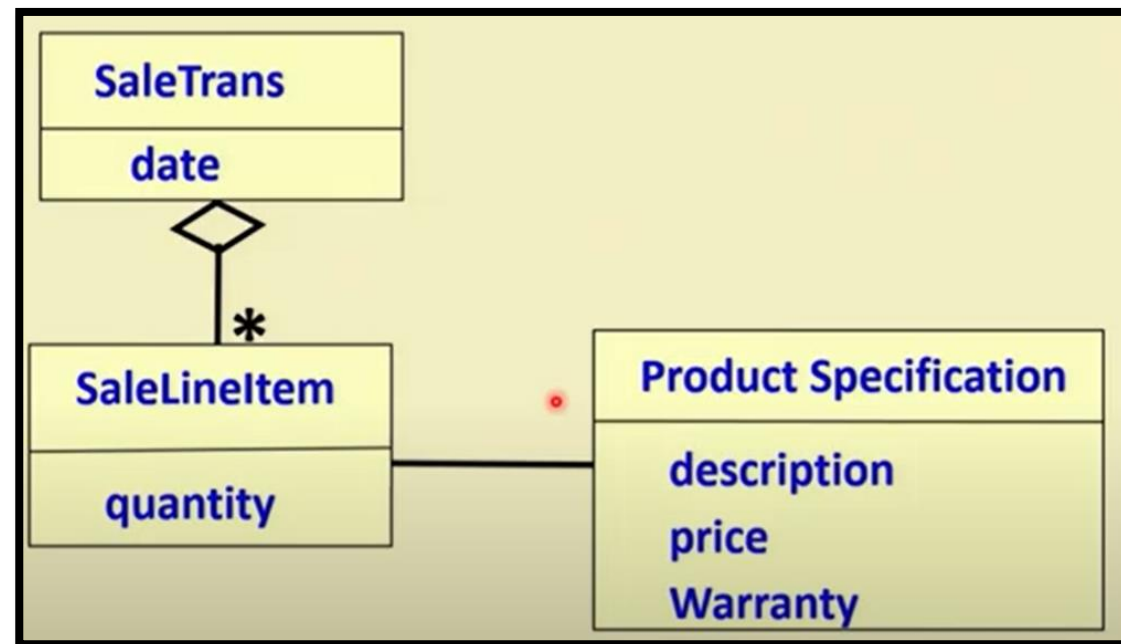 SaleTrans
date
*
SaleLineItem
quantity
Product Specification
description
price
Warranty